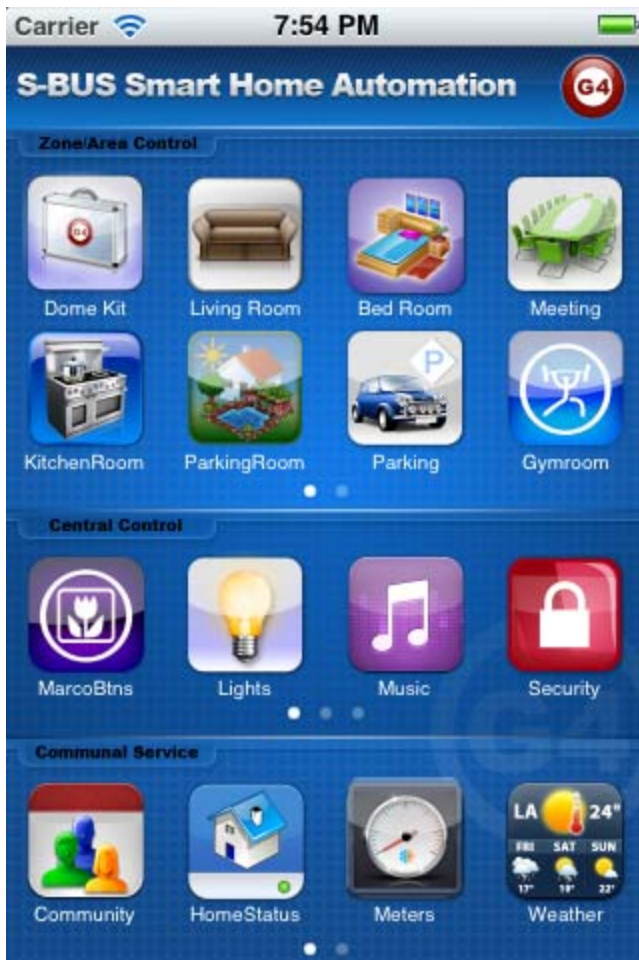 Carrier 7:54 PM
S-BUS Smart Home Automation G4
Zone/Area Control
G4
Dome Kit Living Room Bed Room Meeting
P
KitchenRoom ParkingRoom Parking Gymroom
Central Control
MarcoBtns Lights Music Security
G4
Communal Service
LA 24°
FRI SAT SUN
17° 19° 22°
Community HomeStatus Meters Weather